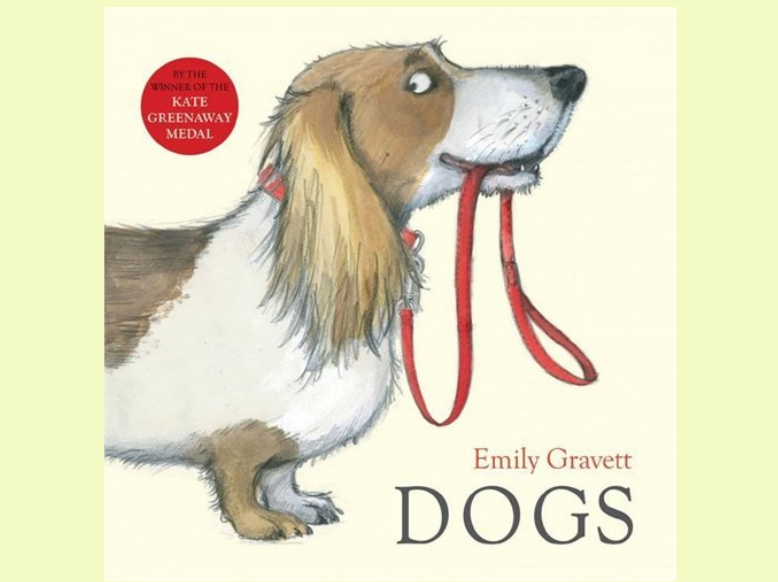 BY THE
WINNER OF THE
KATE
GREENAWAY
MEDAL
Emily Gravett
DOGS